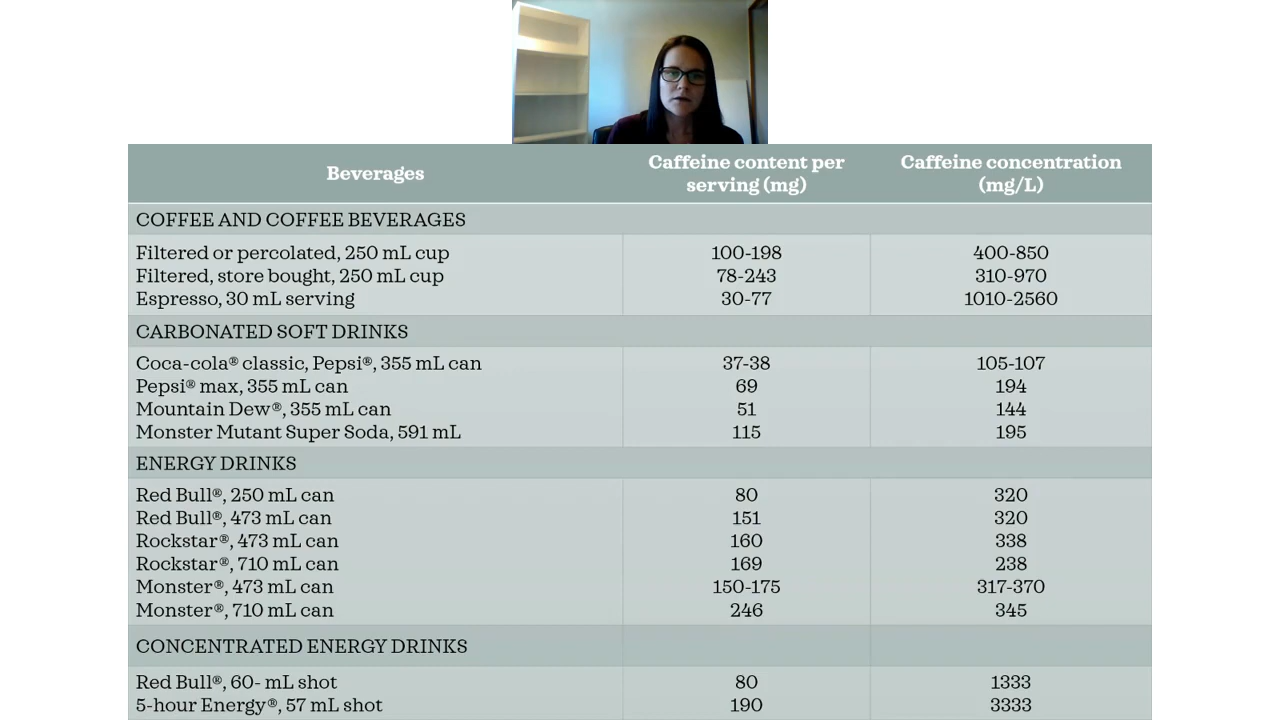 Beverages Caffeine content per serving (mg) Caffeine concentration (mg/L)
COFFEE AND COFFEE BEVERAGES
Filtered or percolated, 250 mL cup 100-198 400-850
Filtered, store bought, 250 mL cup 78-243 310-970
Espresso, 30 mL serving 30-77 1010-2560
CARBONATED SOFT DRINKS
Coca-cola® classic, Pepsi®, 355 mL can 37-38 105-107
Pepsi® max, 355 mL can 69 194
Mountain Dew®, 355 mL can 51 144
Monster Mutant Super Soda, 591 mL 115 195
ENERGY DRINKS
Red Bull®, 250 mL can 80 320
Red Bull®, 473 mL can 151 320
Rockstar®, 473 mL can 160 338
Rockstar®, 710 mL can 169 238
Monster®, 473 mL can 150-175 317-370
Monster®, 710 mL can 246 345
CONCENTRATED ENERGY DRINKS
Red Bull®, 60- mL shot 80 1333
5-hour Energy®, 57 mL shot 190 3333